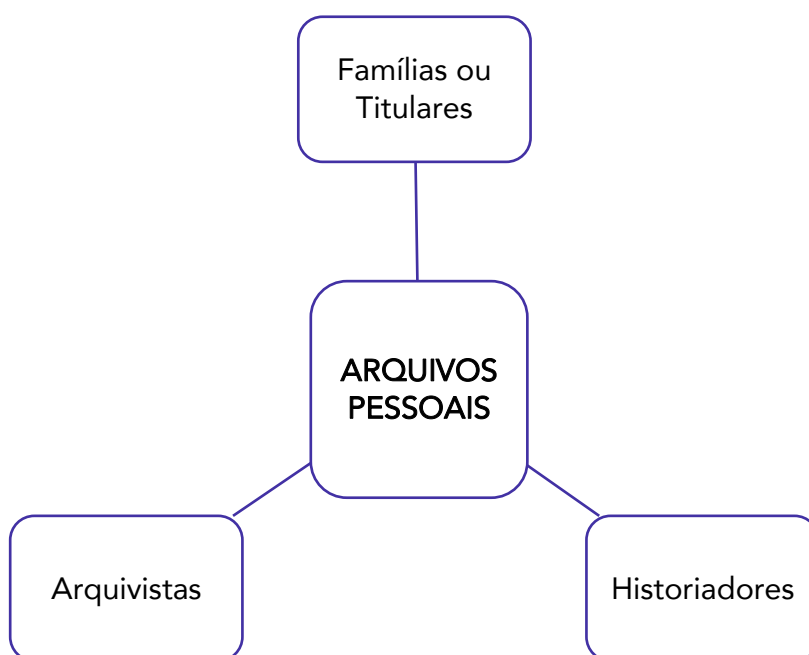 Famílias ou
Titulares
ARQUIVOS
PESSOAIS
Arquivistas
Historiadores